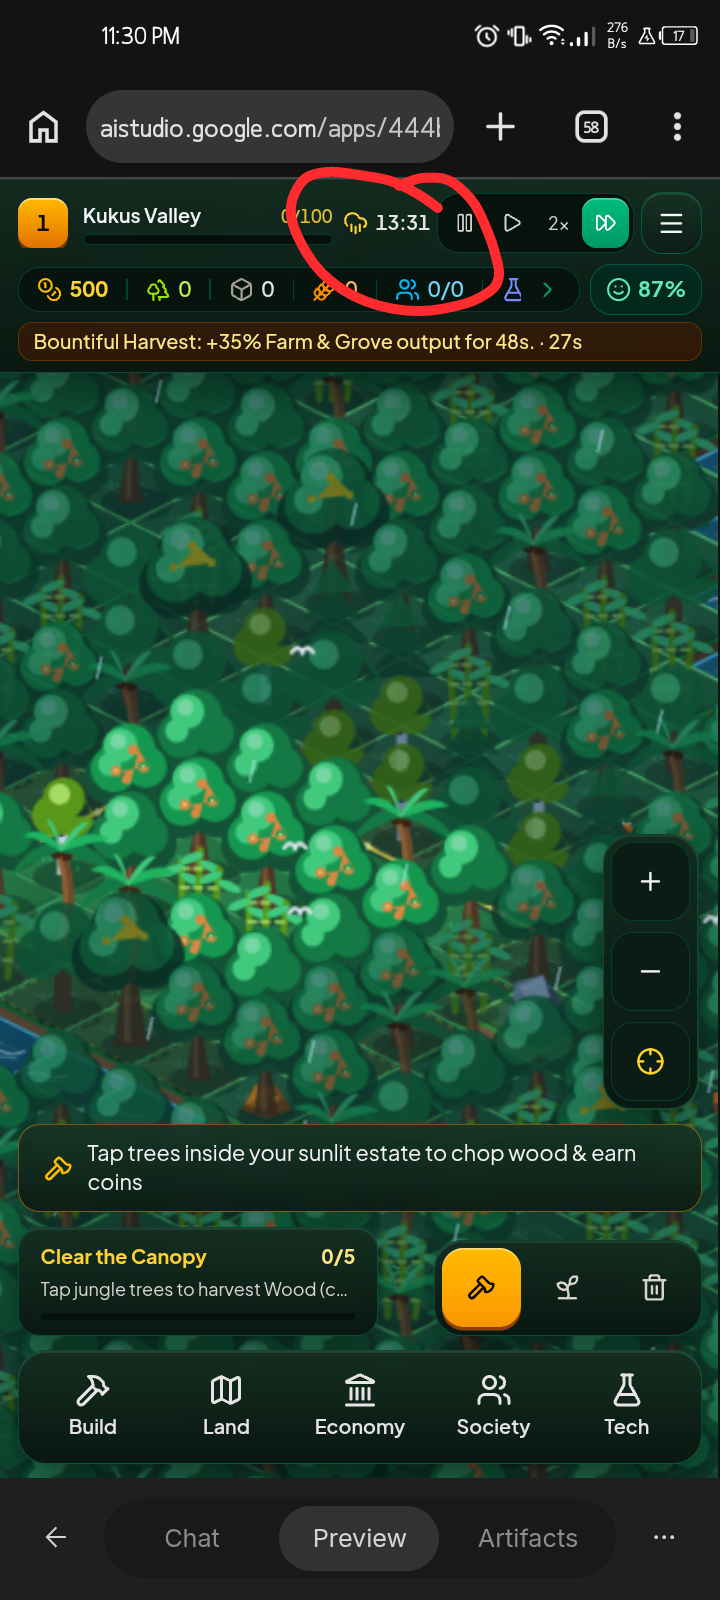 11:30 PM
276 B/s
17
aistudio.google.com/apps/444
58
1
Kukus Valley
0/100
13:31
2×
500
0
0
0
0/0
87%
Bountiful Harvest: +35% Farm & Grove output for 48s. · 27s
Tap trees inside your sunlit estate to chop wood & earn
coins
Clear the Canopy
0/5
Tap jungle trees to harvest Wood (c...
Build
Land
Economy
Society
Tech
Chat
Preview
Artifacts